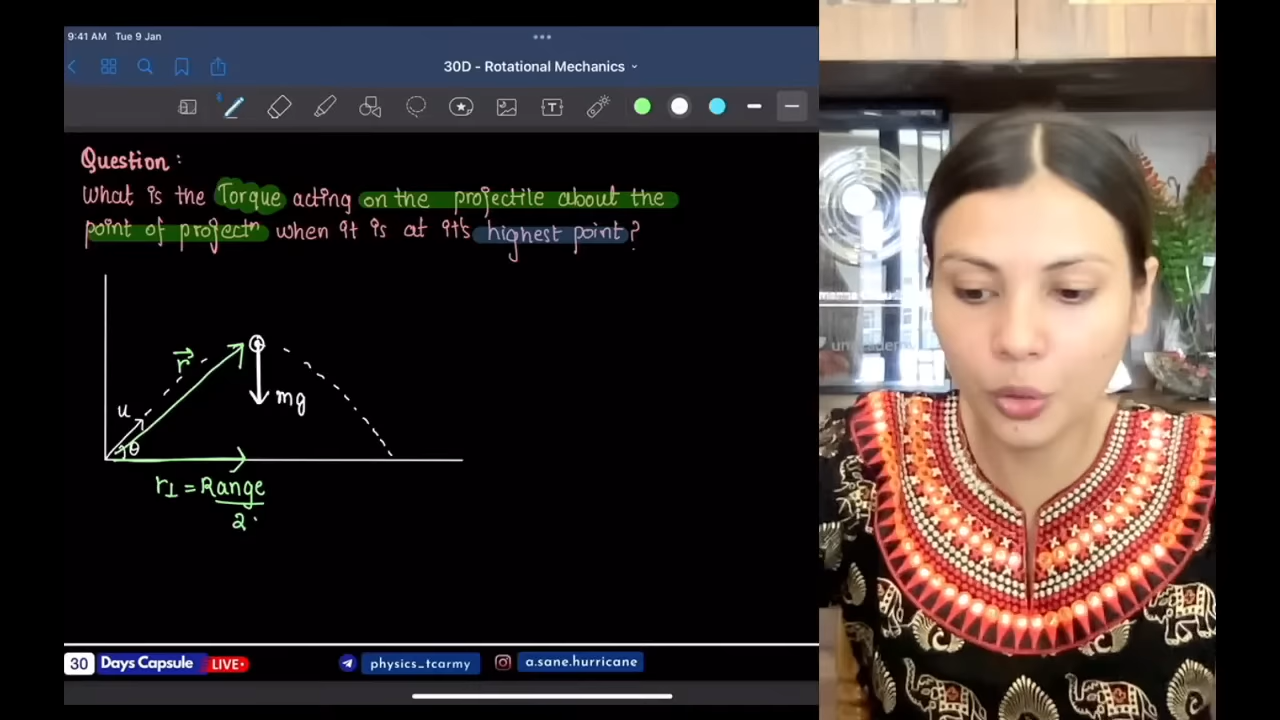 9:41 AM Tue 9 Jan
30D - Rotational Mechanics
Question:
What is the Torque acting on the projectile about the
point of projectⁿ when it is at it's highest point?
r⃗
u
mg
θ
r⊥ = Range
2
30 Days Capsule LIVE
physics_tcarmy
a.sane.hurricane